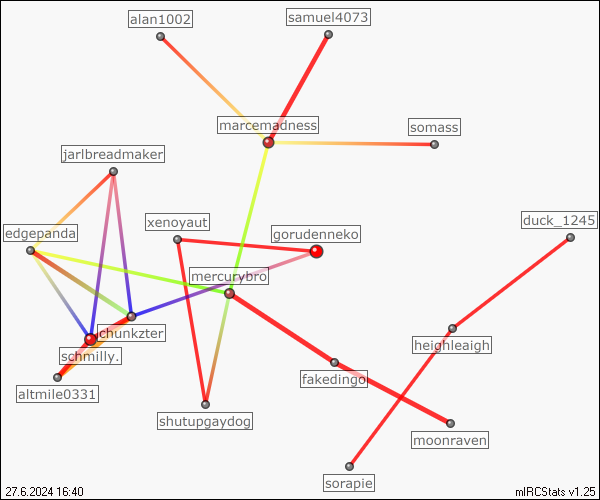 alan1002
samuel4073
marcemadness
somass
jarlbreadmaker
duck_1245
xenoyaut
edgepanda
gorudenneko
mercurybro
chunkzter
heighleaigh
schmilly.
fakedingo
altmile0331
shutupgaydog
moonraven
sorapie
27.6.2024 16:40
mIRCStats v1.25